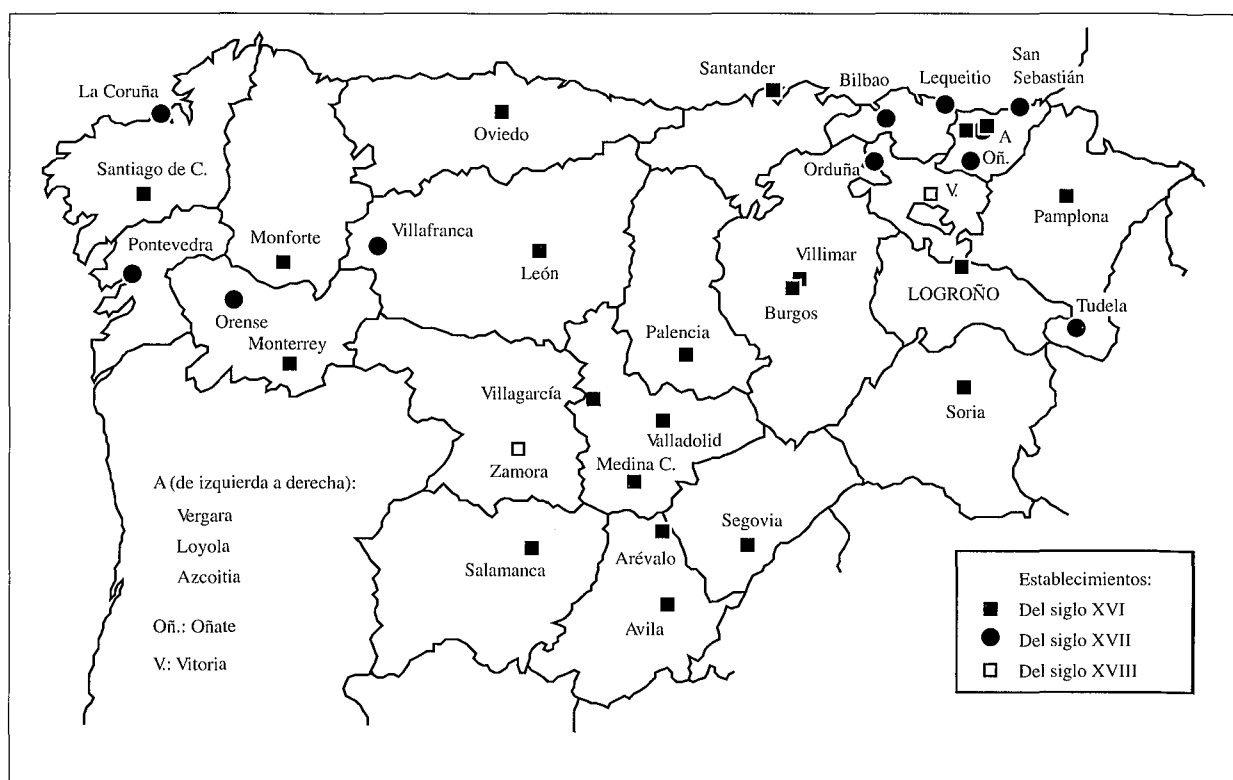 San
Sebastián
Santander
Bilbao
Lequeitio
La Coruña
Oviedo
A
Oñ.
Santiago de C.
Orduña
V.
Pamplona
Pontevedra
Monforte
Villafranca
León
Villimar
LOGROÑO
Burgos
Tudela
Orense
Monterrey
Palencia
Villagarcía
Soria
Valladolid
Zamora
Medina C.
A (de izquierda a derecha):
Vergara
Loyola
Azcoitia
Oñ.: Oñate
V.: Vitoria
Segovia
Arévalo
Salamanca
Avila
Establecimientos:
Del siglo XVI
Del siglo XVII
Del siglo XVIII